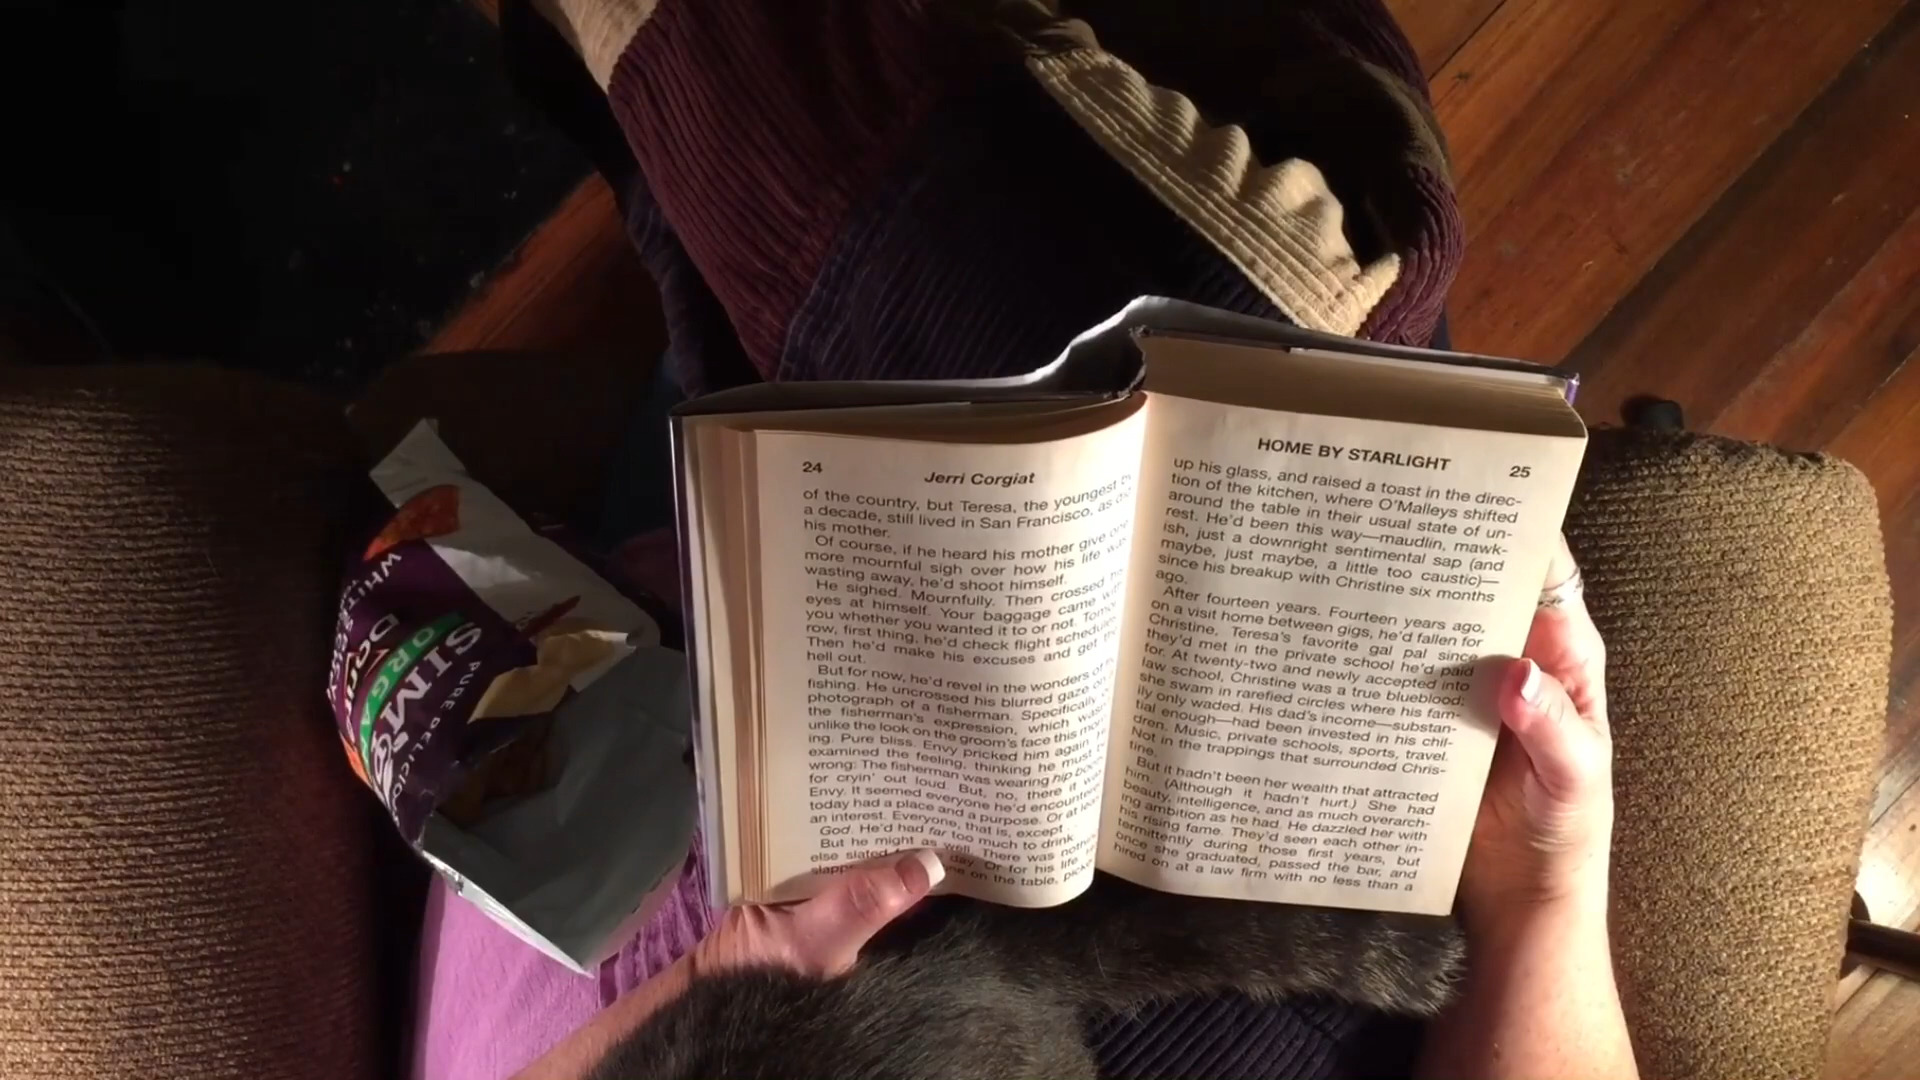 24
Jerri Corgiat
of the country, but Teresa, the youngest by
a decade, still lived in San Francisco, as did
his mother.
Of course, if he heard his mother give one
more mournful sigh over how his life was
wasting away, he'd shoot himself.
He sighed. Mournfully. Then crossed his
eyes at himself. Your baggage came with
you whether you wanted it to or not. Tomor-
row, first thing, he'd check flight schedules.
Then he'd make his excuses and get the
hell out.
But for now, he'd revel in the wonders of
fishing. He uncrossed his blurred gaze on a
photograph of a fisherman. Specifically
the fisherman's expression, which wasn't
unlike the look on the groom's face this morn-
ing. Pure bliss. Envy pricked him again. He
examined the feeling, thinking he must be
wrong: The fisherman was wearing hip boots,
for cryin' out loud. But, no, there it was.
Envy. It seemed everyone he'd encountered
today had a place and a purpose. Or at least
an interest. Everyone, that is, except
God. He'd had far too much to drink.
But he might as well. There was nothing
else slated day. Or for his life. He
on the table, picked
HOME BY STARLIGHT
25
up his glass, and raised a toast in the direc-
tion of the kitchen, where O'Malleys shifted
around the table in their usual state of un-
rest. He'd been this way—maudlin, mawk-
ish, just a downright sentimental sap (and
maybe, just maybe, a little too caustic)—
since his breakup with Christine six months
ago.
After fourteen years. Fourteen years ago,
on a visit home between gigs, he'd fallen for
Christine, Teresa's favorite gal pal since
they'd met in the private school he'd paid
for. At twenty-two and newly accepted into
law school, Christine was a true blueblood;
she swam in rarefied circles where his fam-
ily only waded. His dad's income—substan-
tial enough—had been invested in his chil-
dren. Music, private schools, sports, travel.
Not in the trappings that surrounded Chris-
tine.
But it hadn't been her wealth that attracted
him. (Although it hadn't hurt.) She had
beauty, intelligence, and as much overarch-
ing ambition as he had. He dazzled her with
his rising fame. They'd seen each other in-
termittently during those first years, but
once she graduated, passed the bar, and
hired on at a law firm with no less than a
PURE DELICIOUS
SIMPL
ORGA
WHITE